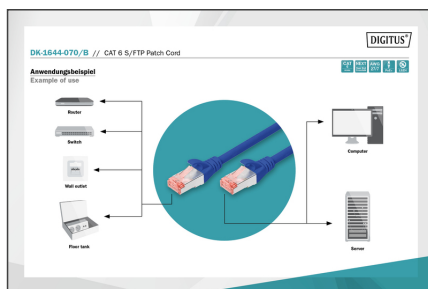 DIGITUS®
DK-1644-070/B // CAT 6 S/FTP Patch Cord
Anwendungsbeispiel
Example of use
Router
Switch
Wall outlet
Floor tank
Computer
Server